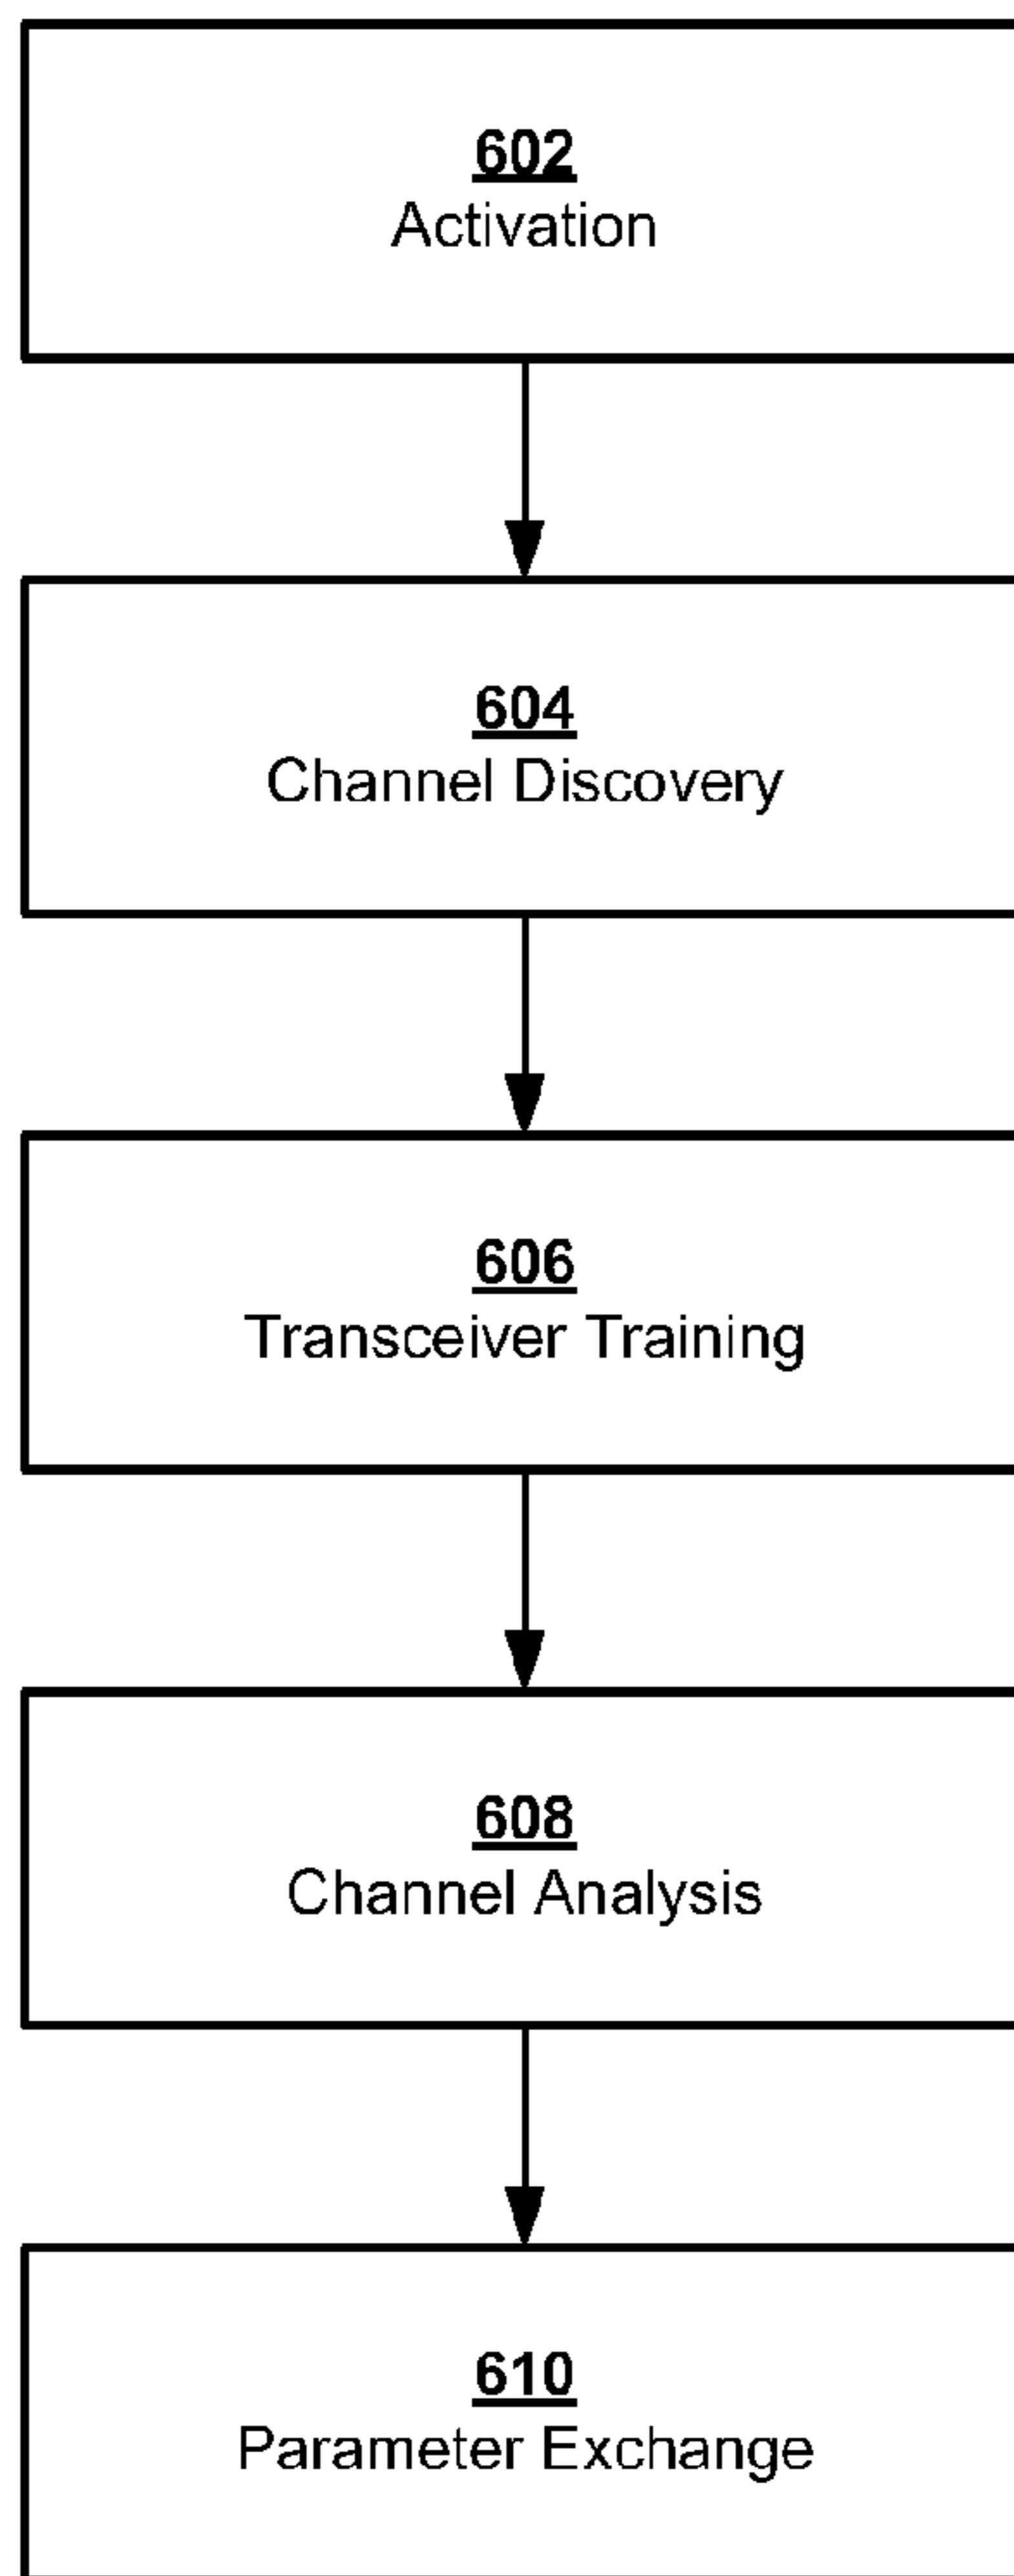 602
Activation
604
Channel Discovery
606
Transceiver Training
608
Channel Analysis
610
Parameter Exchange